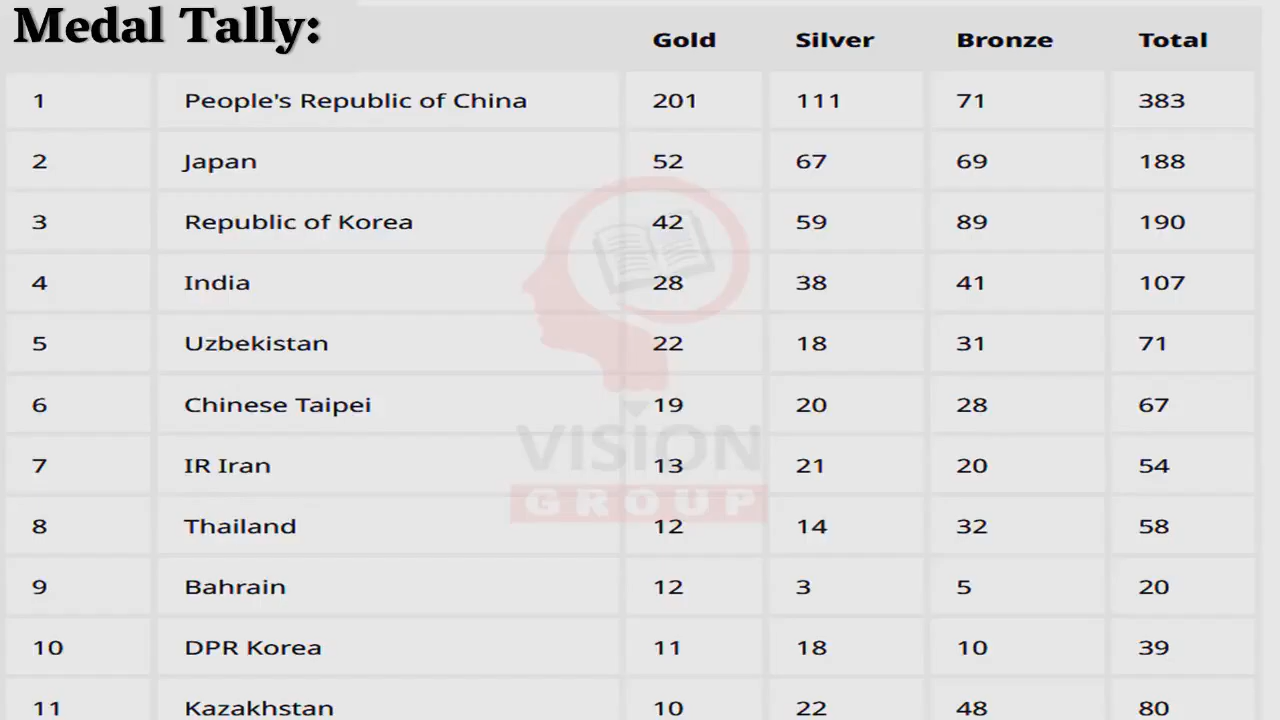 Medal Tally:
Gold Silver Bronze Total
1 People's Republic of China 201 111 71 383
2 Japan 52 67 69 188
3 Republic of Korea 42 59 89 190
4 India 28 38 41 107
5 Uzbekistan 22 18 31 71
6 Chinese Taipei 19 20 28 67
7 IR Iran 13 21 20 54
8 Thailand 12 14 32 58
9 Bahrain 12 3 5 20
10 DPR Korea 11 18 10 39
11 Kazakhstan 10 22 48 80
VISION
GROUP